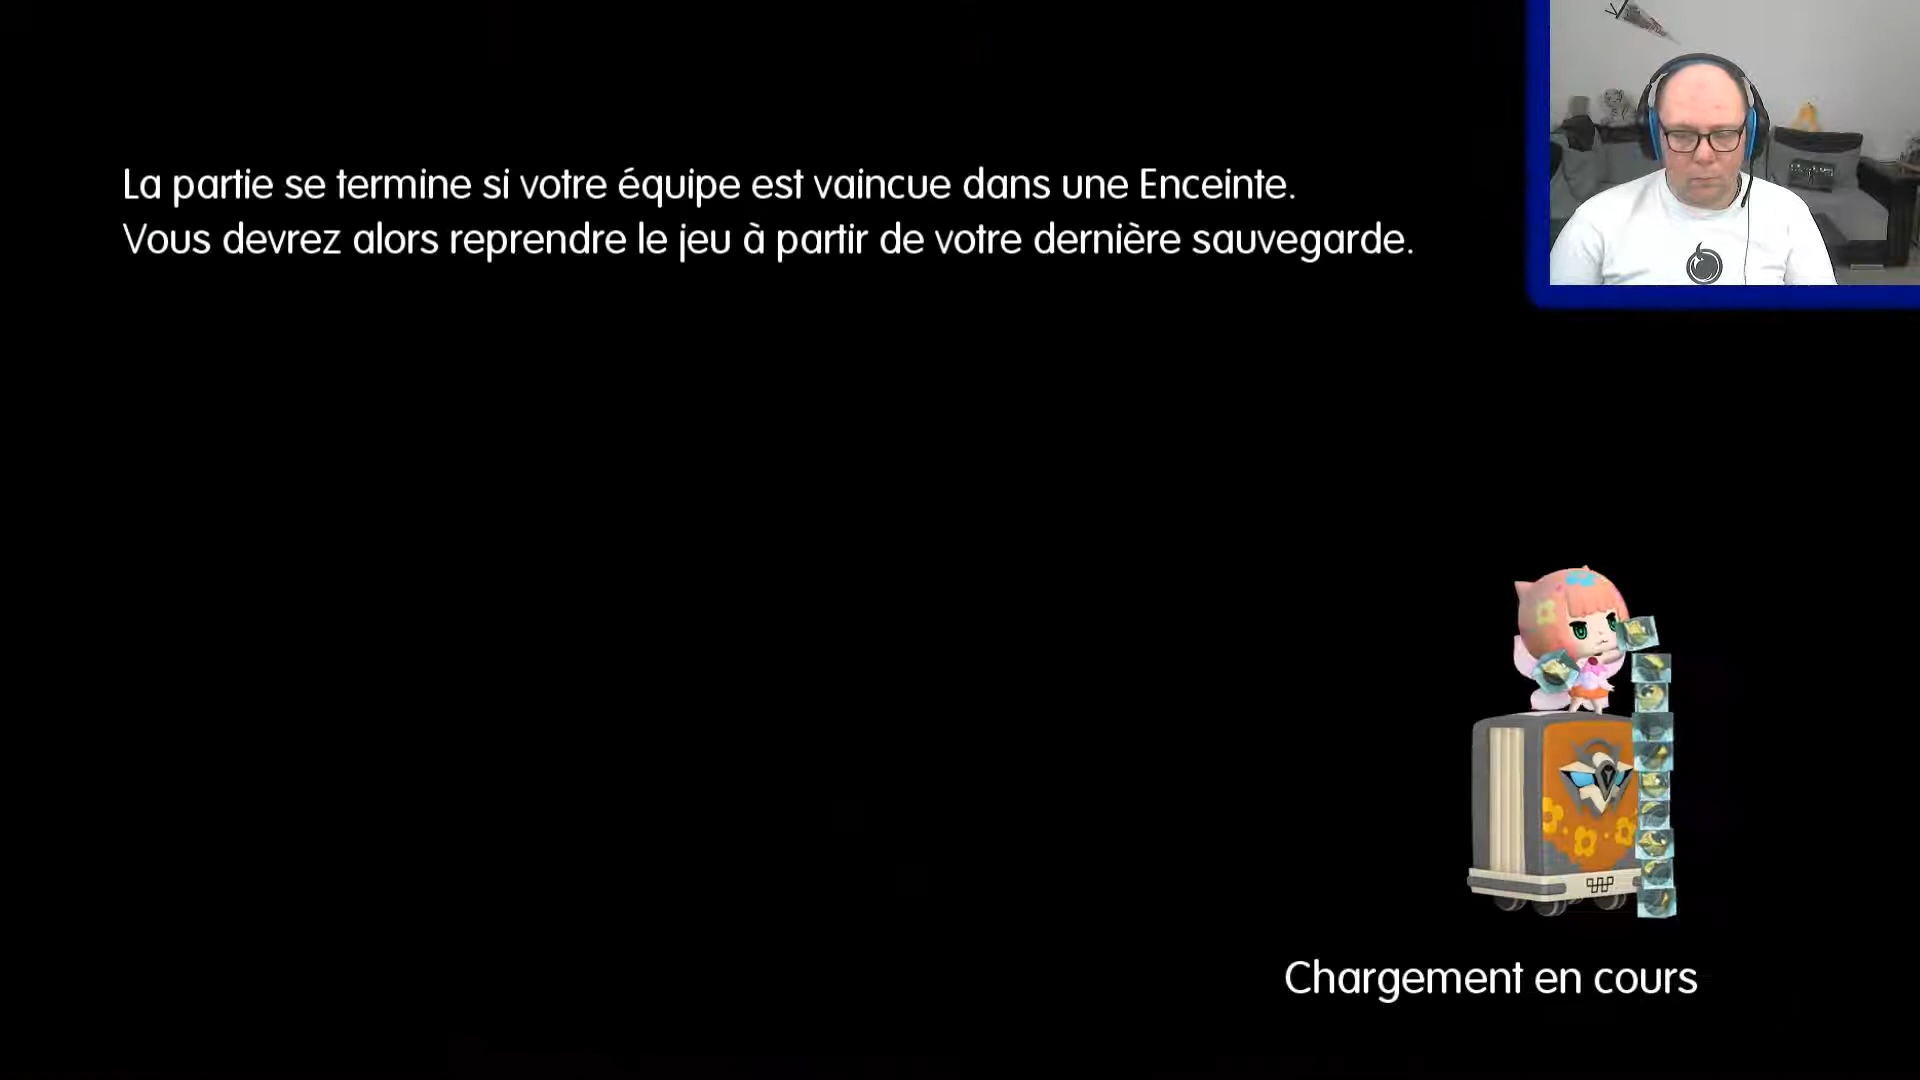 La partie se termine si votre équipe est vaincue dans une Enceinte.
Vous devrez alors reprendre le jeu à partir de votre dernière sauvegarde.
Chargement en cours